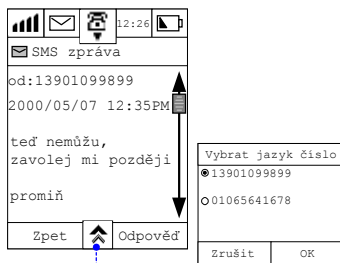 12:26
SMS zpráva
od:13901099899
2000/05/07 12:35PM
teď nemůžu,
zavolej mi později
promiň
Zpet Odpověď
Vybrat jazyk číslo
13901099899
01065641678
Zrušit OK